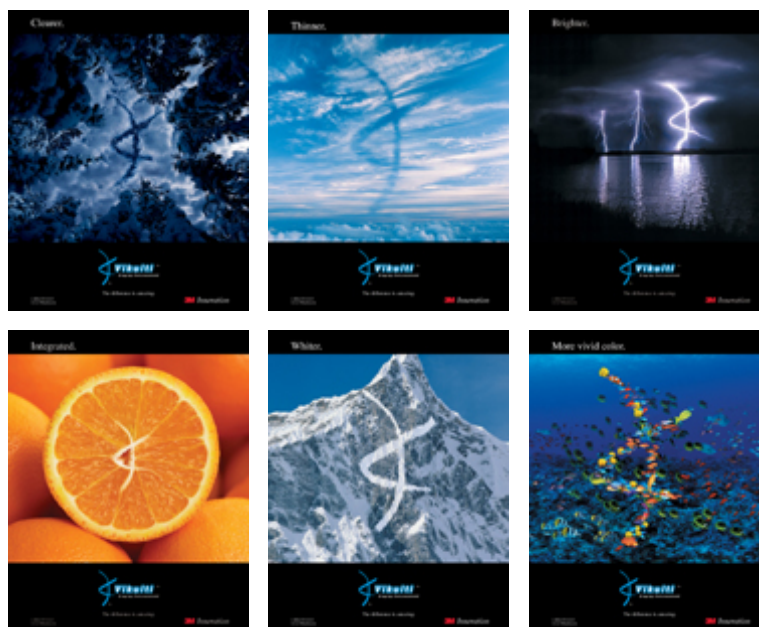 Clearer.
Thinner.
Brighter.
Vikuiti
The difference is amazing.
3M Innovation
Vikuiti
The difference is amazing.
3M Innovation
Vikuiti
The difference is amazing.
3M Innovation
Integrated.
Whiter.
More vivid color.
Vikuiti
The difference is amazing.
3M Innovation
Vikuiti
The difference is amazing.
3M Innovation
Vikuiti
The difference is amazing.
3M Innovation